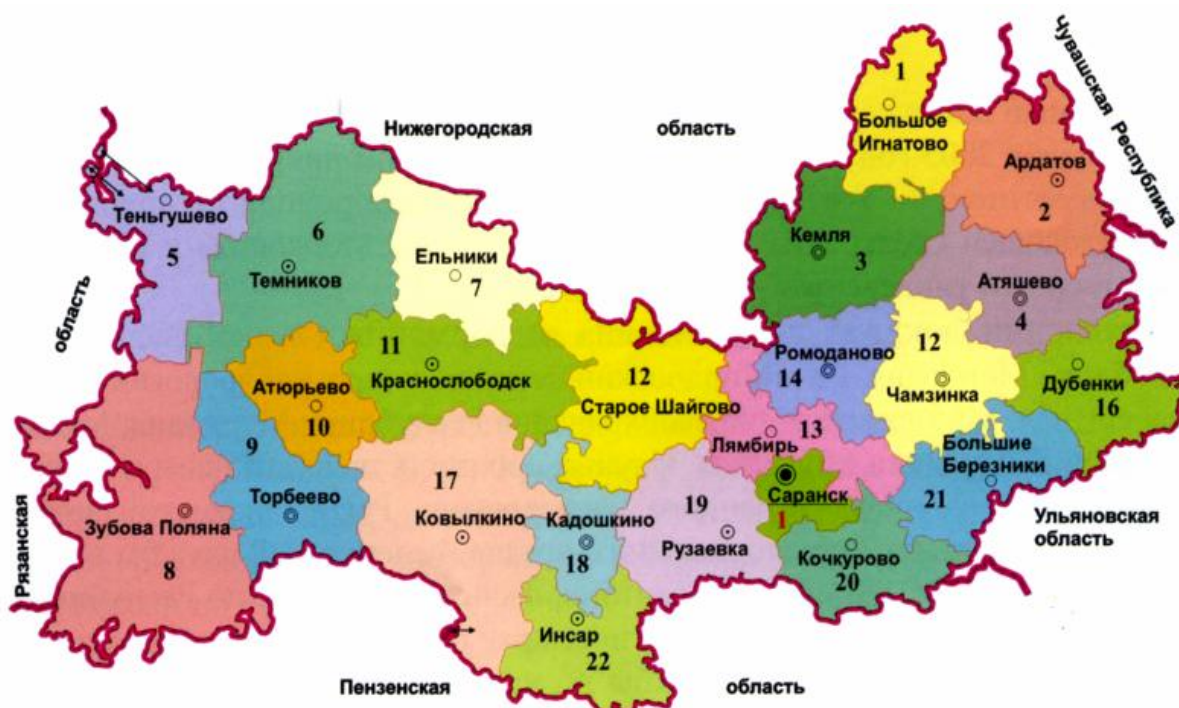 Чувашская Республика
1
Большое
Игнатово
Нижегородская область
Ардатов
2
Теньгушево
5
6
Темников
Ельники
7
Кемля
3
Атяшево
4
область
Рязанская
11
Краснослободск
Атюрьево
10
12
Старое Шайгово
Ромоданово
14
12
Чамзинка
Дубенки
16
9
Торбеево
Зубова Поляна
8
17
Ковылкино
Лямбирь
13
Большие
Березники
21
Саранск
1
19
Рузаевка
Кадошкино
18
Кочкурово
20
Ульяновская
область
Инсар
22
Пензенская область